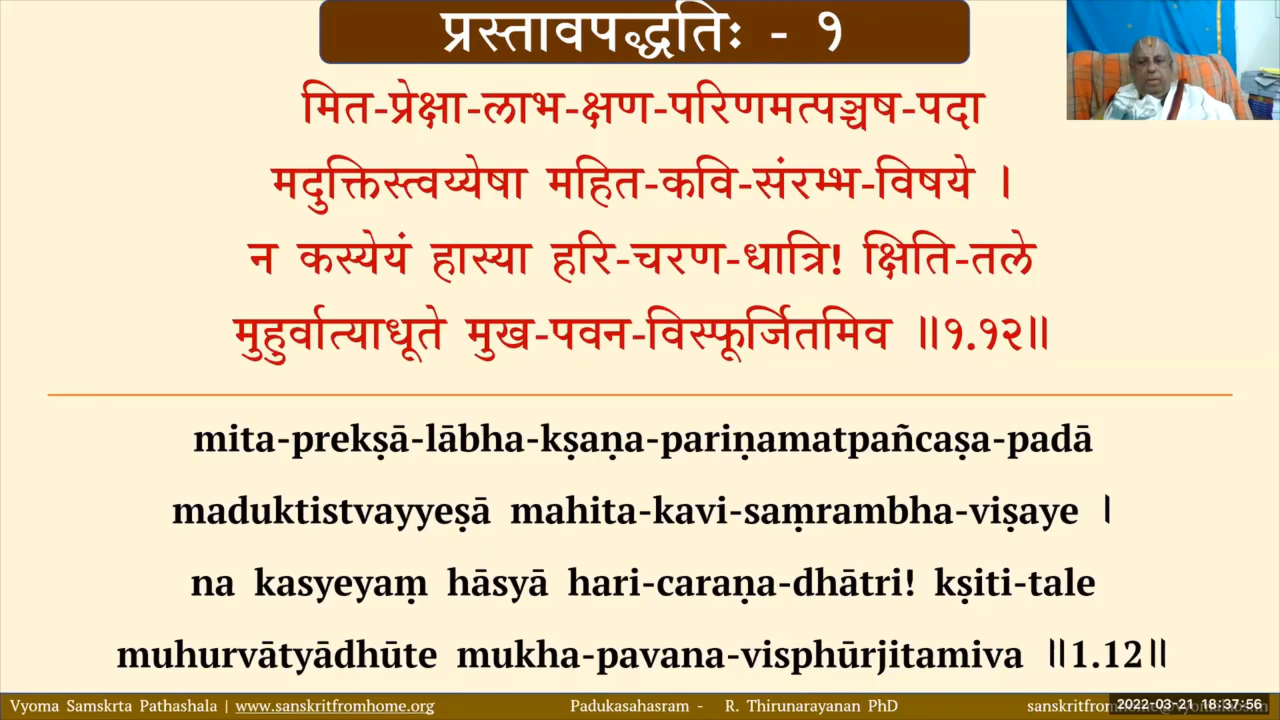 प्रस्तावपद्धतिः - १
मित-प्रेक्षा-लाभ-क्षण-परिणमत्पञ्चष-पदा
मदुक्तिस्त्वय्येषा महित-कवि-संरम्भ-विषये ।
न कस्येयं हास्या हरि-चरण-धात्रि! क्षिति-तले
मुहुर्वात्याधूते मुख-पवन-विस्फूर्जितमिव ॥१.१२॥
mita-prekṣā-lābha-kṣaṇa-pariṇamatpañcaṣa-padā
maduktistvayyeṣā mahita-kavi-saṃrambha-viṣaye ।
na kasyeyaṃ hāsyā hari-caraṇa-dhātri! kṣiti-tale
muhurvātyādhūte mukha-pavana-visphūrjitamiva ॥1.12॥
Vyoma Samskrta Pathashala | www.sanskritfromhome.org Padukasahasram - R. Thirunarayanan PhD sanskritfrom
2022-03-21 18:37:56